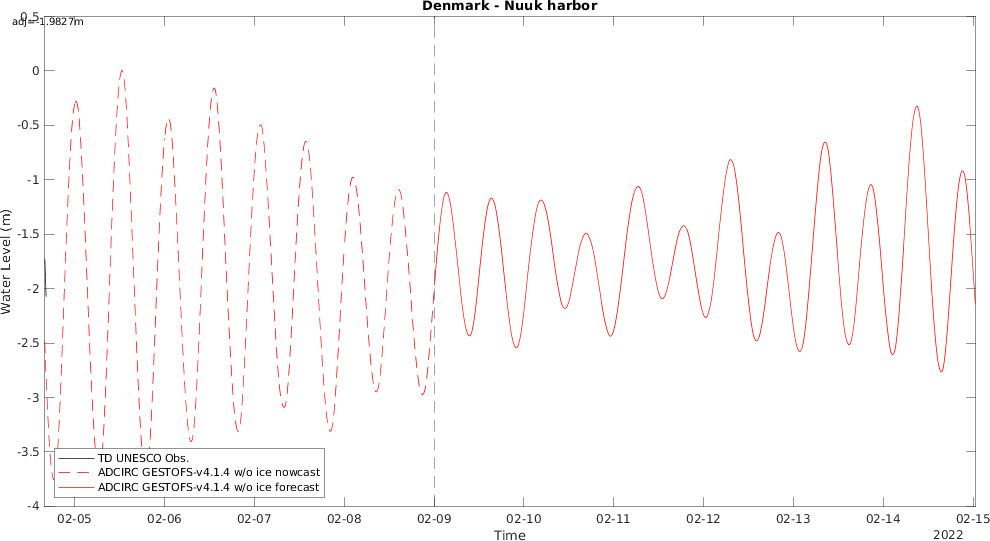 Denmark - Nuuk harbor
adj=-1.9827m
0.5
0
-0.5
-1
-1.5
-2
-2.5
-3
-3.5
-4
Water Level (m)
TD UNESCO Obs.
ADCIRC GESTOFS-v4.1.4 w/o ice nowcast
ADCIRC GESTOFS-v4.1.4 w/o ice forecast
02-05 02-06 02-07 02-08 02-09 02-10 02-11 02-12 02-13 02-14 02-15
Time
2022